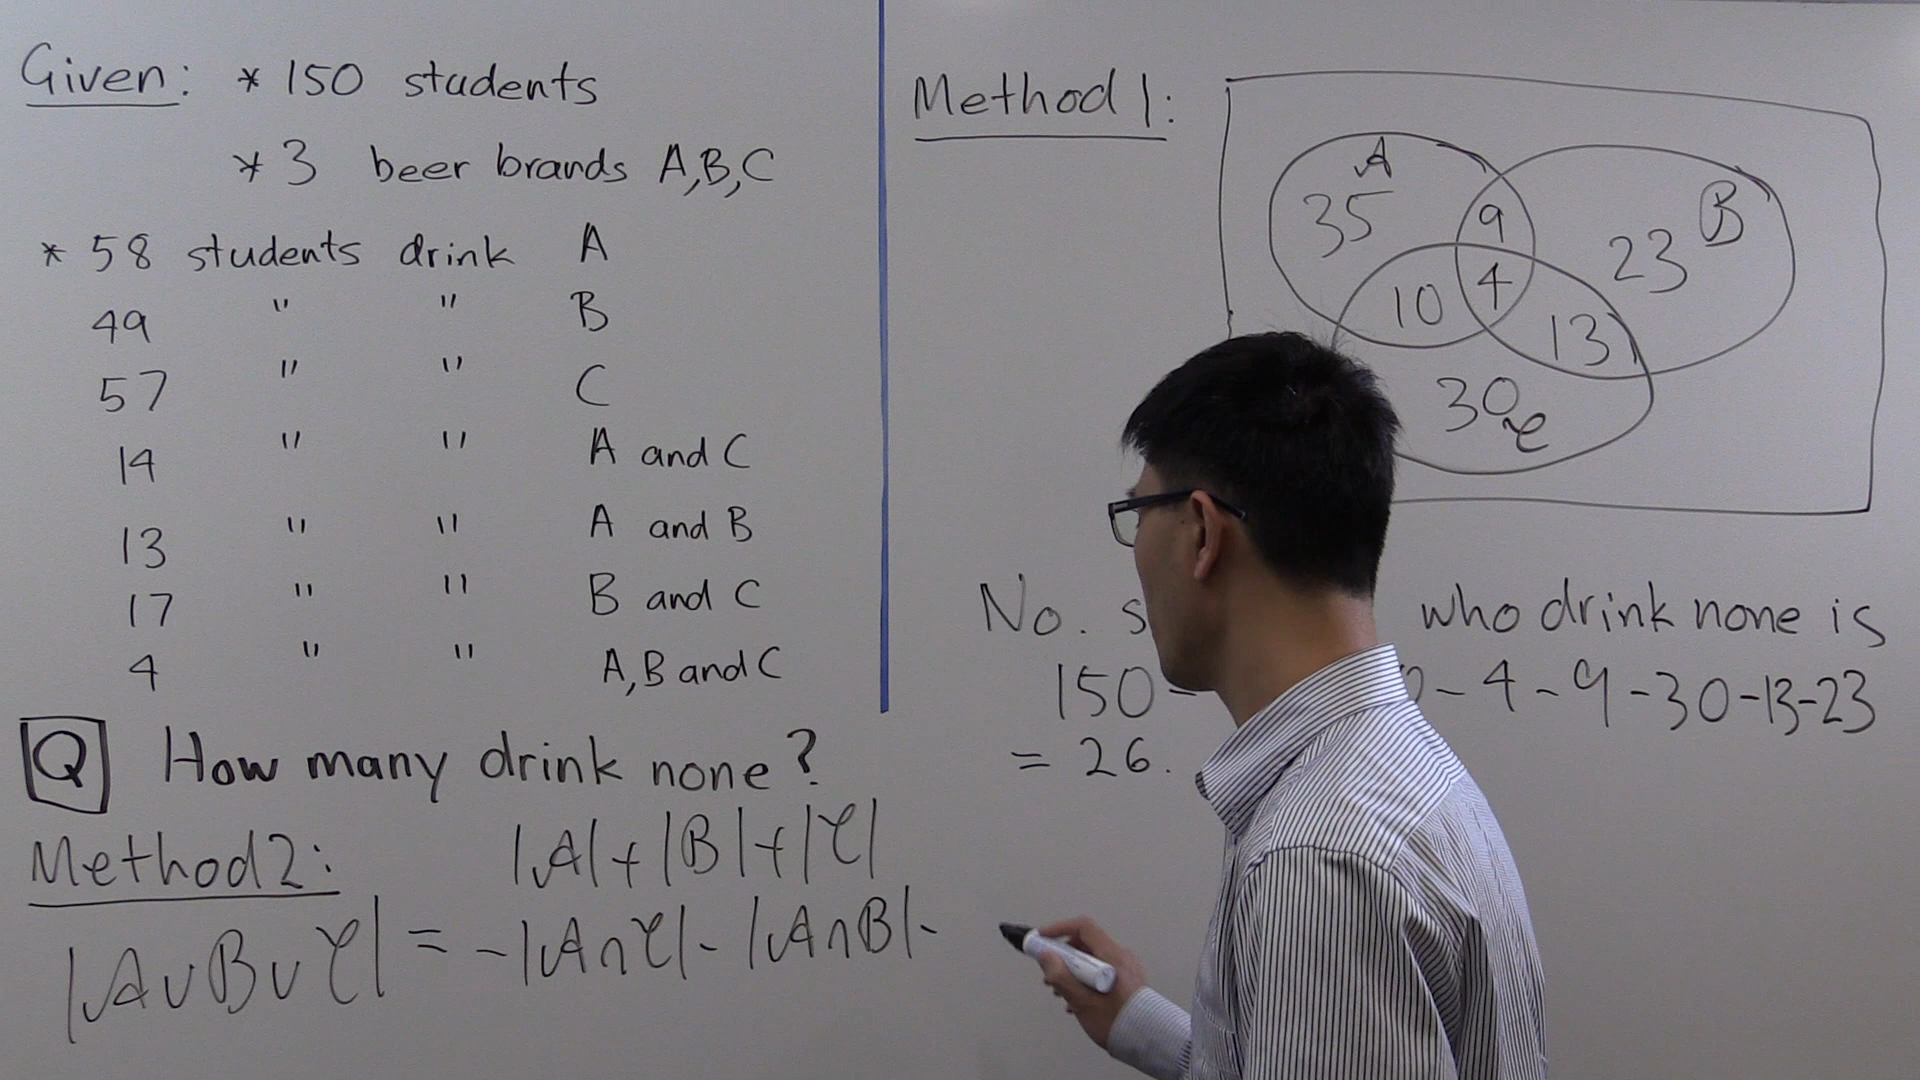 Given: * 150 students
* 3 beer brands A,B,C
* 58 students drink A
49 " " B
57 " " C
14 " " A and C
13 " " A and B
17 " " B and C
4 " " A,B and C
Q How many drink none?
Method 2:
|A|+|B|+|C|
|A∪B∪C| = -|A∩C|-|A∩B|-
Method 1:
A
35
9
B
23
10
4
13
30
C
No. who drink none is
150- - 4 - 9 - 30 - 13 - 23
= 26.